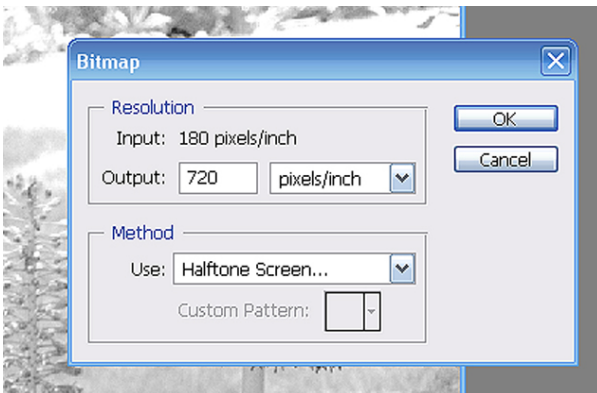 Bitmap
Resolution
Input: 180 pixels/inch
Output: 720 pixels/inch
OK
Cancel
Method
Use: Halftone Screen...
Custom Pattern: